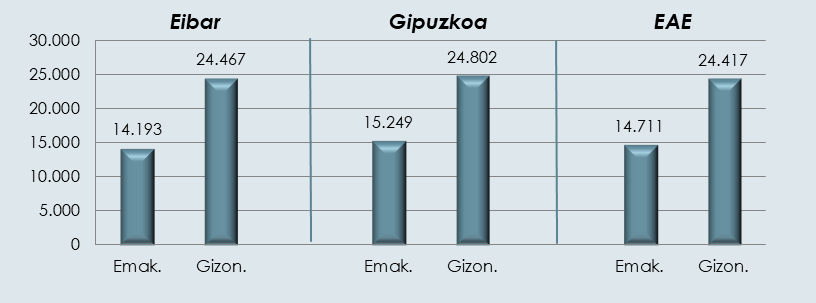 Eibar Gipuzkoa EAE
30.000
25.000
20.000
15.000
10.000
5.000
0
14.193 24.467 15.249 24.802 14.711 24.417
Emak. Gizon. Emak. Gizon. Emak. Gizon.